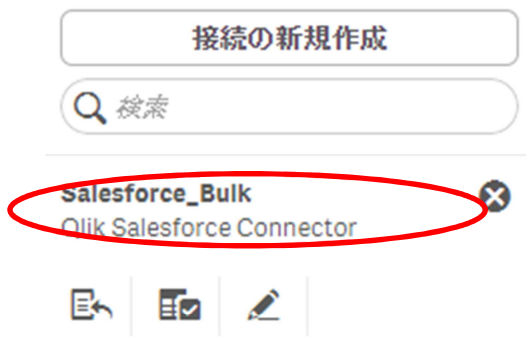 接続の新規作成
検索
Salesforce_Bulk
Qlik Salesforce Connector